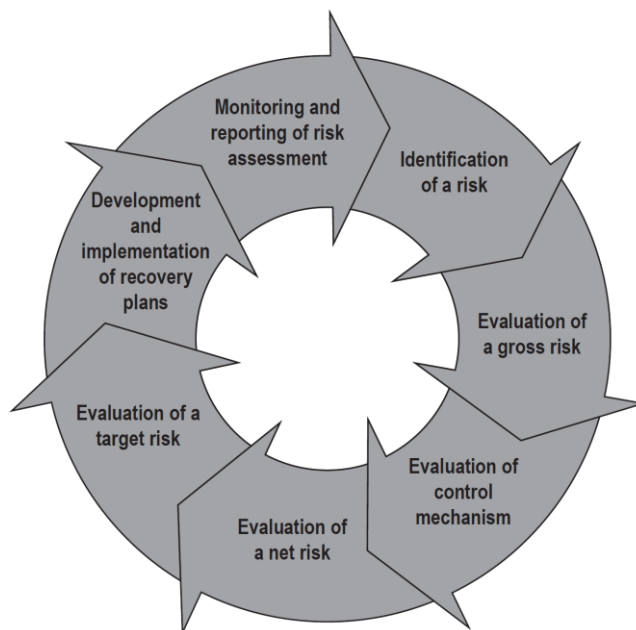 Monitoring and
reporting of risk
assessment
Identification
of a risk
Evaluation of
a gross risk
Evaluation of
control
mechanism
Evaluation of
a net risk
Evaluation of a
target risk
Development
and
implementation
of recovery
plans